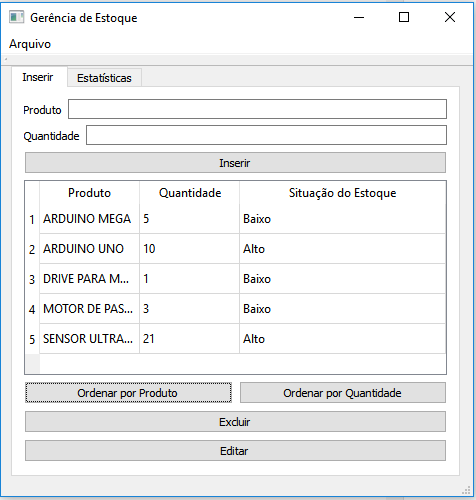 Gerência de Estoque
Arquivo
Inserir Estatísticas
Produto
Quantidade
Inserir
Produto Quantidade Situação do Estoque
1 ARDUINO MEGA 5 Baixo
2 ARDUINO UNO 10 Alto
3 DRIVE PARA M... 1 Baixo
4 MOTOR DE PAS... 3 Baixo
5 SENSOR ULTRA... 21 Alto
Ordenar por Produto Ordenar por Quantidade
Excluir
Editar